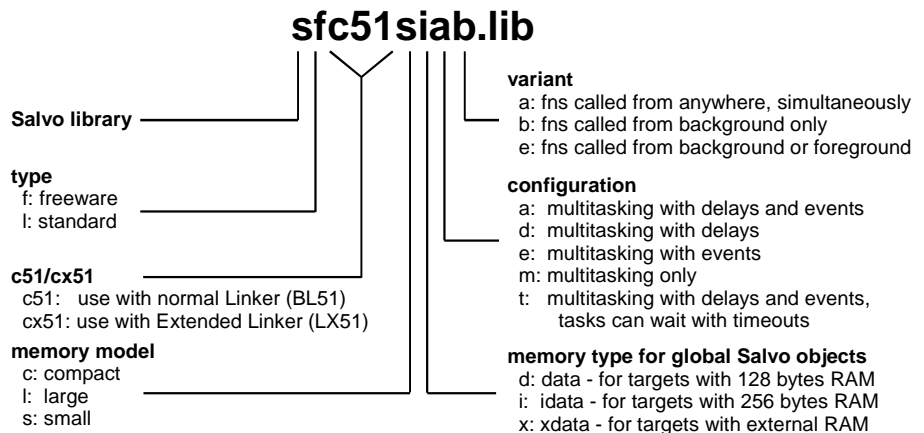 sfc51siab.lib
Salvo library
type
f: freeware
l: standard
c51/cx51
c51: use with normal Linker (BL51)
cx51: use with Extended Linker (LX51)
memory model
c: compact
l: large
s: small
variant
a: fns called from anywhere, simultaneously
b: fns called from background only
e: fns called from background or foreground
configuration
a: multitasking with delays and events
d: multitasking with delays
e: multitasking with events
m: multitasking only
t: multitasking with delays and events,
tasks can wait with timeouts
memory type for global Salvo objects
d: data - for targets with 128 bytes RAM
i: idata - for targets with 256 bytes RAM
x: xdata - for targets with external RAM